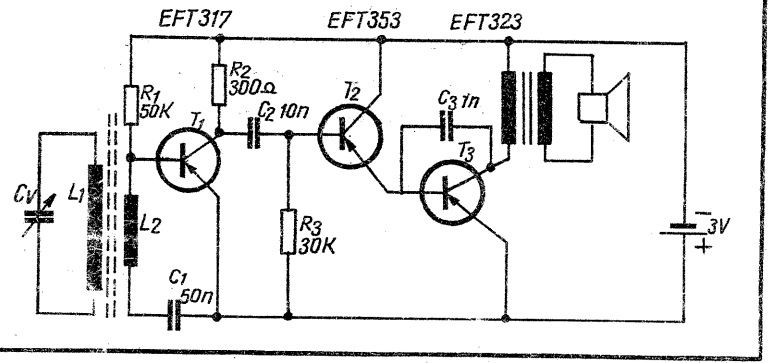 EFT317 EFT353 EFT323
R1
50K
R2
300Ω
T1
C2 10n
T2
C3 1n
T3
CV
L1
L2
R3
30K
C1
50n
−
3V
+